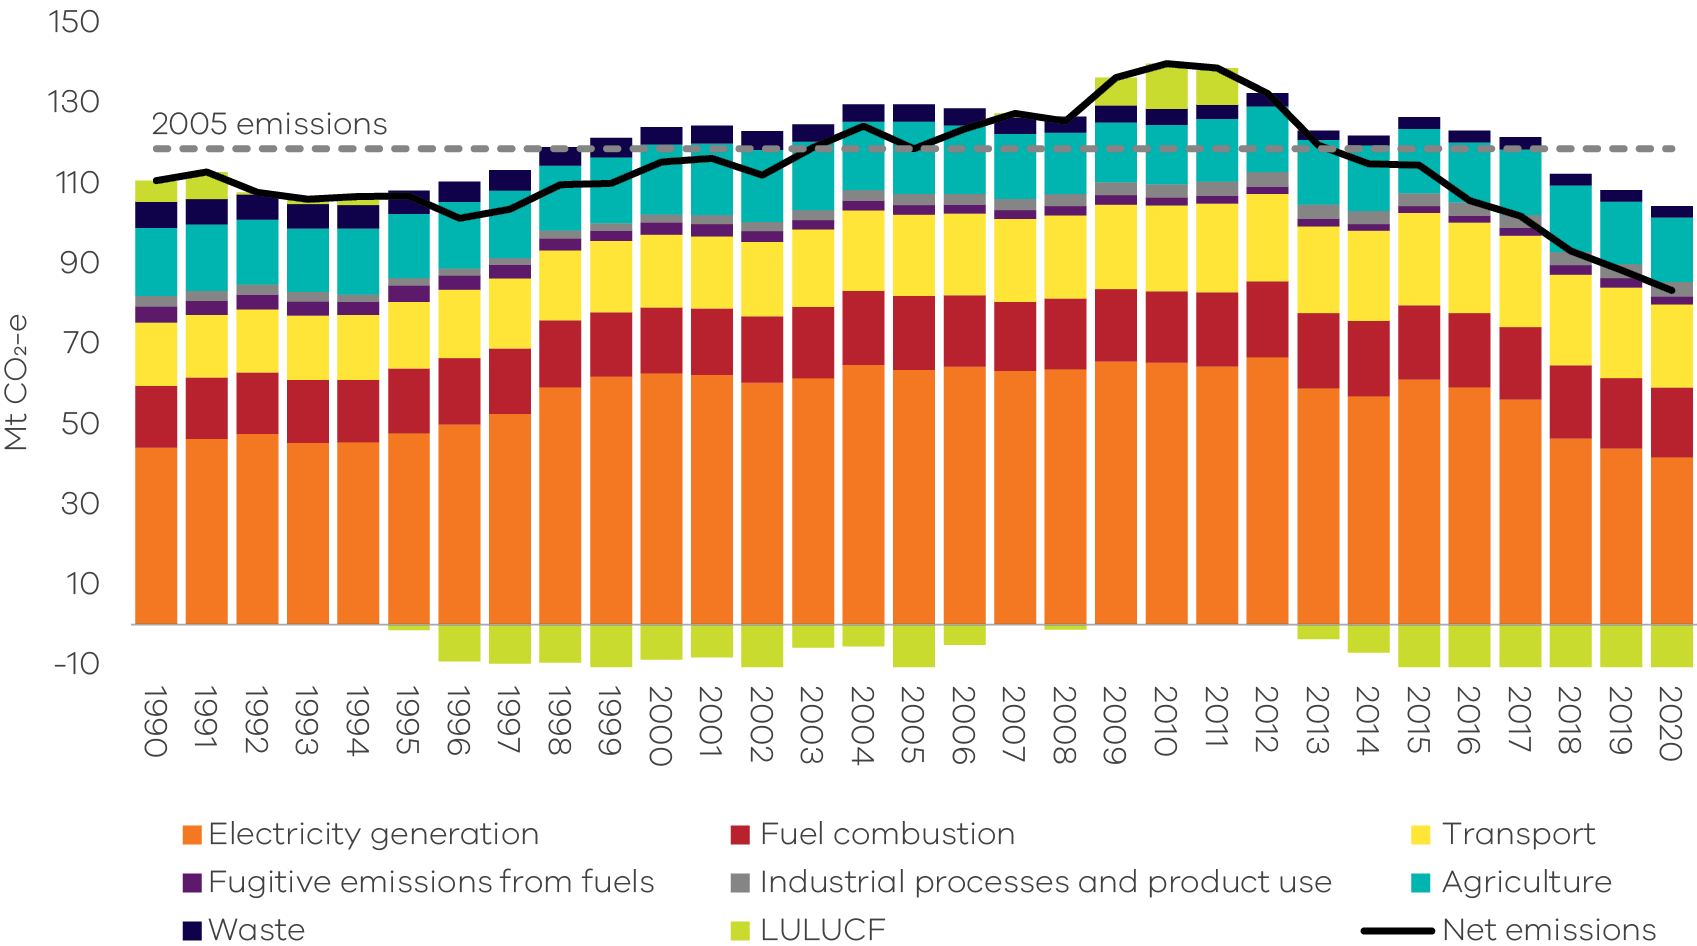 150
130
2005 emissions
110
90
70
50
30
10
-10
Mt CO₂-e
1990 1991 1992 1993 1994 1995 1996 1997 1998 1999 2000 2001 2002 2003 2004 2005 2006 2007 2008 2009 2010 2011 2012 2013 2014 2015 2016 2017 2018 2019 2020
Electricity generation Fuel combustion Transport
Fugitive emissions from fuels Industrial processes and product use Agriculture
Waste LULUCF Net emissions